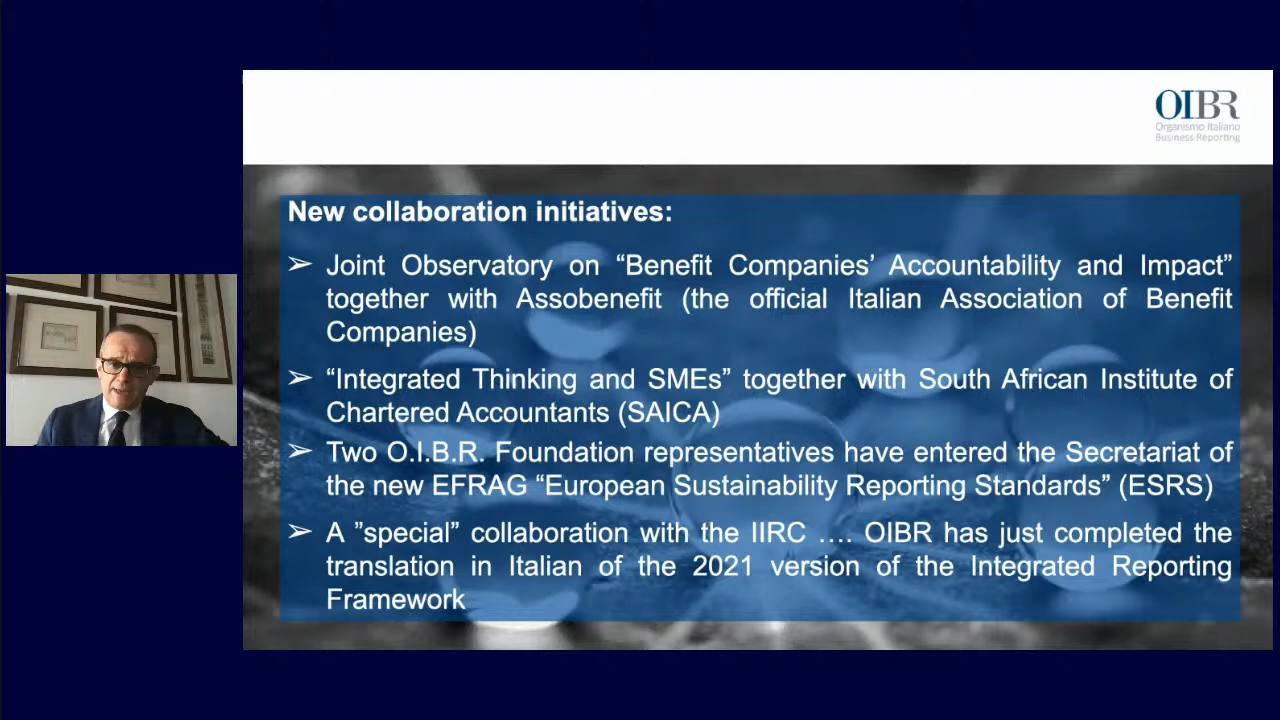 OIBR
Organismo Italiano
Business Reporting
New collaboration initiatives:
➢ Joint Observatory on “Benefit Companies’ Accountability and Impact”
together with Assobenefit (the official Italian Association of Benefit
Companies)
➢ “Integrated Thinking and SMEs” together with South African Institute of
Chartered Accountants (SAICA)
➢ Two O.I.B.R. Foundation representatives have entered the Secretariat of
the new EFRAG “European Sustainability Reporting Standards” (ESRS)
➢ A ”special” collaboration with the IIRC …. OIBR has just completed the
translation in Italian of the 2021 version of the Integrated Reporting
Framework